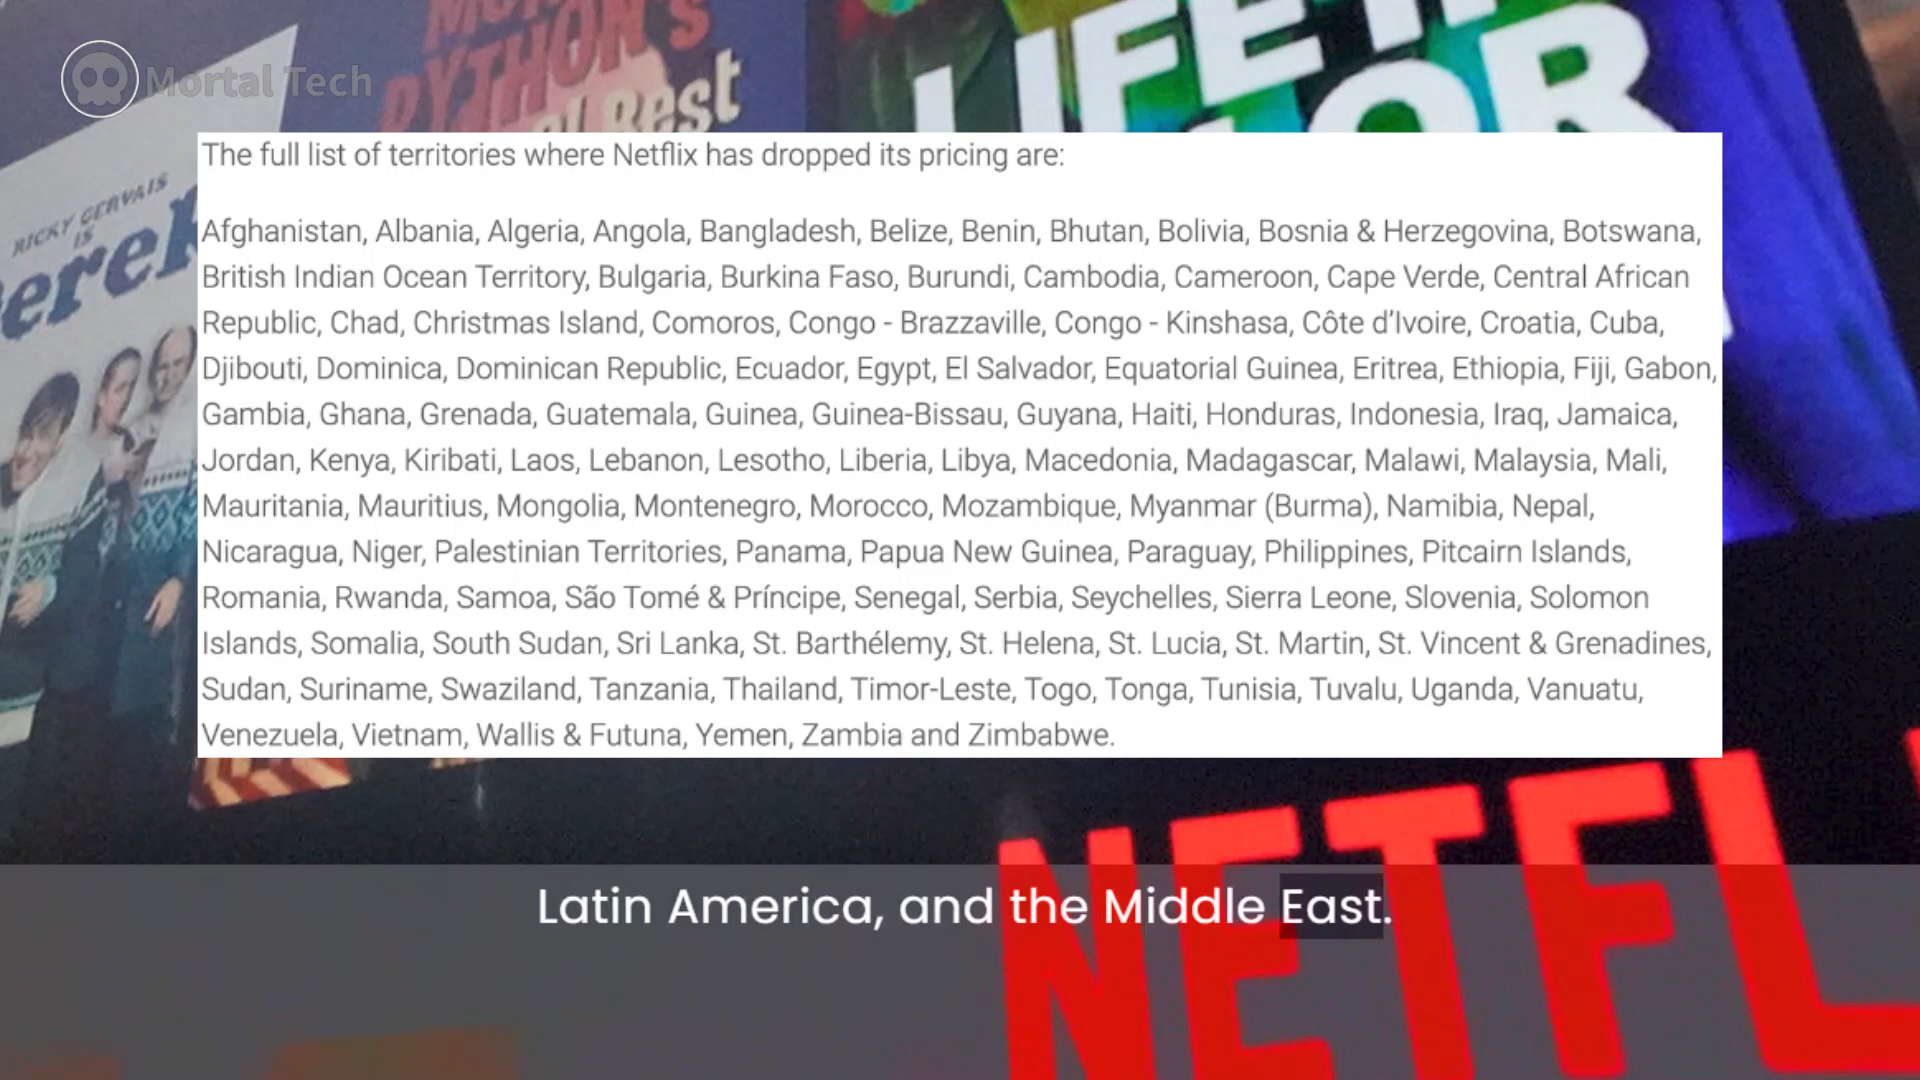 Mortal Tech
MONTY
PYTHON'S
Best
LIFE
OR
RICKY GERVAIS
IS
The full list of territories where Netflix has dropped its pricing are:
Afghanistan, Albania, Algeria, Angola, Bangladesh, Belize, Benin, Bhutan, Bolivia, Bosnia & Herzegovina, Botswana,
British Indian Ocean Territory, Bulgaria, Burkina Faso, Burundi, Cambodia, Cameroon, Cape Verde, Central African
Republic, Chad, Christmas Island, Comoros, Congo - Brazzaville, Congo - Kinshasa, Côte d’Ivoire, Croatia, Cuba,
Djibouti, Dominica, Dominican Republic, Ecuador, Egypt, El Salvador, Equatorial Guinea, Eritrea, Ethiopia, Fiji, Gabon,
Gambia, Ghana, Grenada, Guatemala, Guinea, Guinea-Bissau, Guyana, Haiti, Honduras, Indonesia, Iraq, Jamaica,
Jordan, Kenya, Kiribati, Laos, Lebanon, Lesotho, Liberia, Libya, Macedonia, Madagascar, Malawi, Malaysia, Mali,
Mauritania, Mauritius, Mongolia, Montenegro, Morocco, Mozambique, Myanmar (Burma), Namibia, Nepal,
Nicaragua, Niger, Palestinian Territories, Panama, Papua New Guinea, Paraguay, Philippines, Pitcairn Islands,
Romania, Rwanda, Samoa, São Tomé & Príncipe, Senegal, Serbia, Seychelles, Sierra Leone, Slovenia, Solomon
Islands, Somalia, South Sudan, Sri Lanka, St. Barthélemy, St. Helena, St. Lucia, St. Martin, St. Vincent & Grenadines,
Sudan, Suriname, Swaziland, Tanzania, Thailand, Timor-Leste, Togo, Tonga, Tunisia, Tuvalu, Uganda, Vanuatu,
Venezuela, Vietnam, Wallis & Futuna, Yemen, Zambia and Zimbabwe.
NETFL
Latin America, and the Middle East.